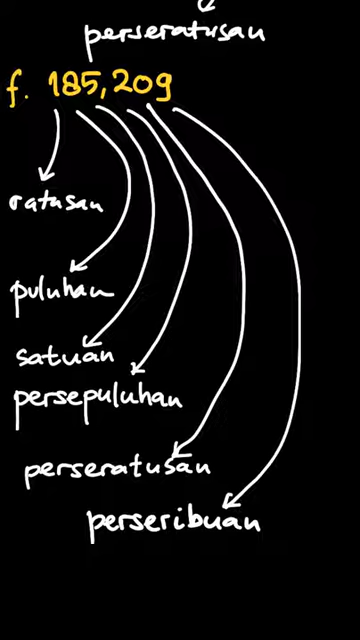 perseratusan
f. 185,209
ratusan
puluhan
satuan
persepuluhan
perseratusan
perseribuan